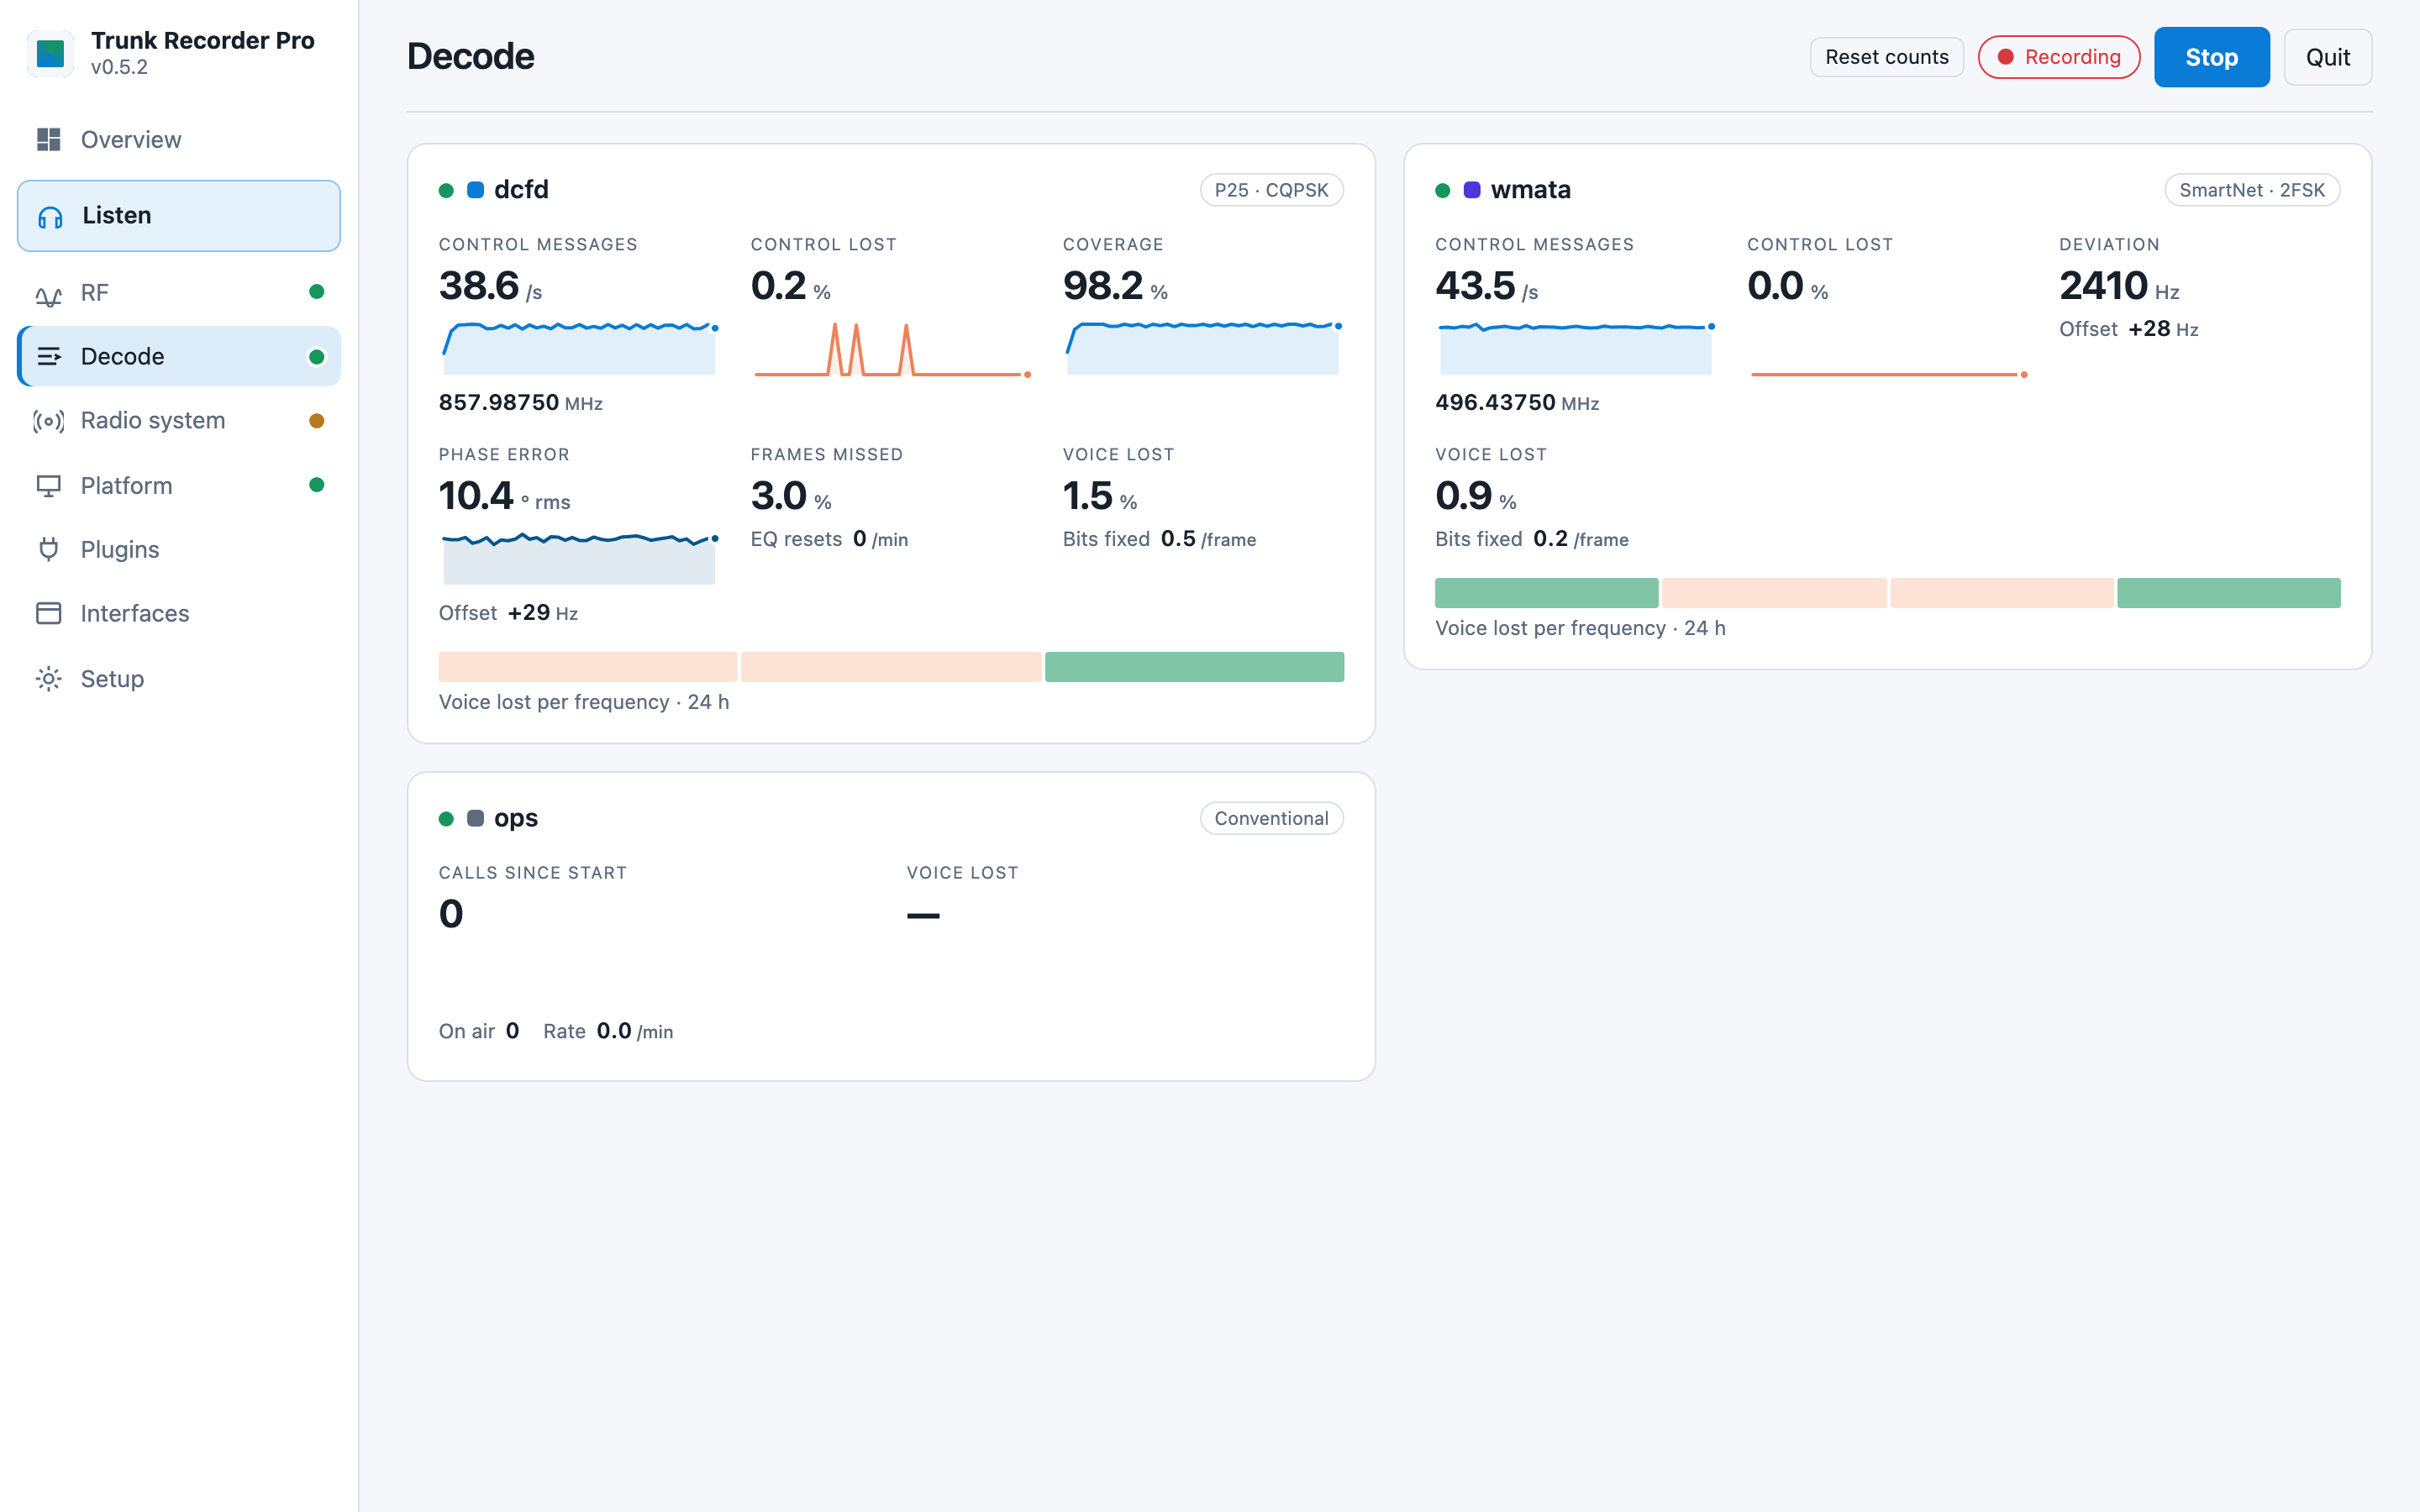 Trunk Recorder Pro
v0.5.2
Overview
Listen
RF
Decode
Radio system
Platform
Plugins
Interfaces
Setup
Decode
Reset counts
Recording
Stop
Quit
dcfd
P25 · CQPSK
CONTROL MESSAGES
38.6 /s
857.98750 MHz
CONTROL LOST
0.2 %
COVERAGE
98.2 %
PHASE ERROR
10.4 ° rms
Offset +29 Hz
FRAMES MISSED
3.0 %
EQ resets 0 /min
VOICE LOST
1.5 %
Bits fixed 0.5 /frame
Voice lost per frequency · 24 h
wmata
SmartNet · 2FSK
CONTROL MESSAGES
43.5 /s
496.43750 MHz
CONTROL LOST
0.0 %
DEVIATION
2410 Hz
Offset +28 Hz
VOICE LOST
0.9 %
Bits fixed 0.2 /frame
Voice lost per frequency · 24 h
ops
Conventional
CALLS SINCE START
0
VOICE LOST
—
On air 0 Rate 0.0 /min